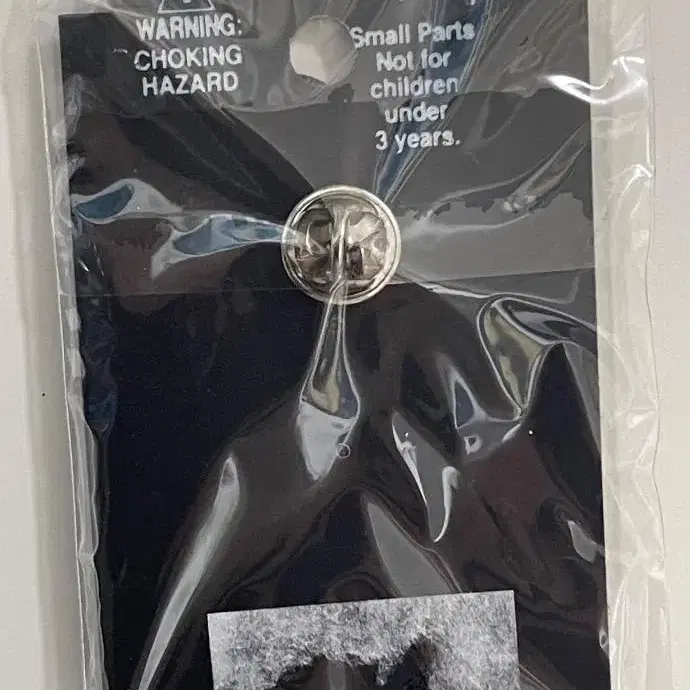 WARNING:
CHOKING
HAZARD
Small Parts
Not for
children
under
3 years.